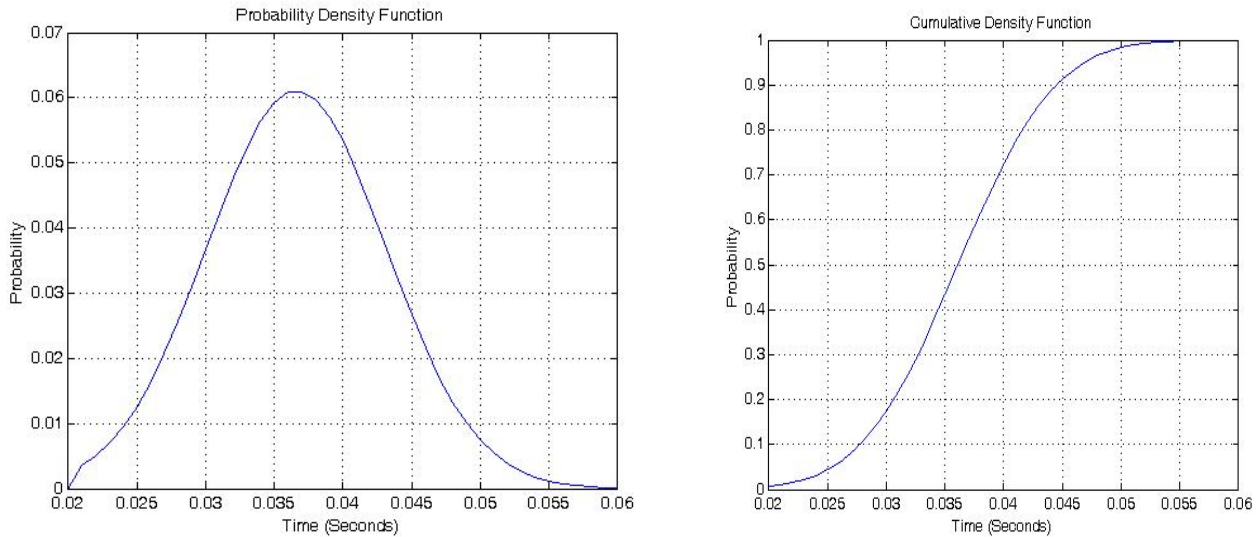 Probability Density Function
0.07
0.06
0.05
0.04
0.03
0.02
0.01
0
Probability
0.02 0.025 0.03 0.035 0.04 0.045 0.05 0.055 0.06
Time (Seconds)
Cumulative Density Function
1
0.9
0.8
0.7
0.6
0.5
0.4
0.3
0.2
0.1
0
Probability
0.02 0.025 0.03 0.035 0.04 0.045 0.05 0.055 0.06
Time (Seconds)